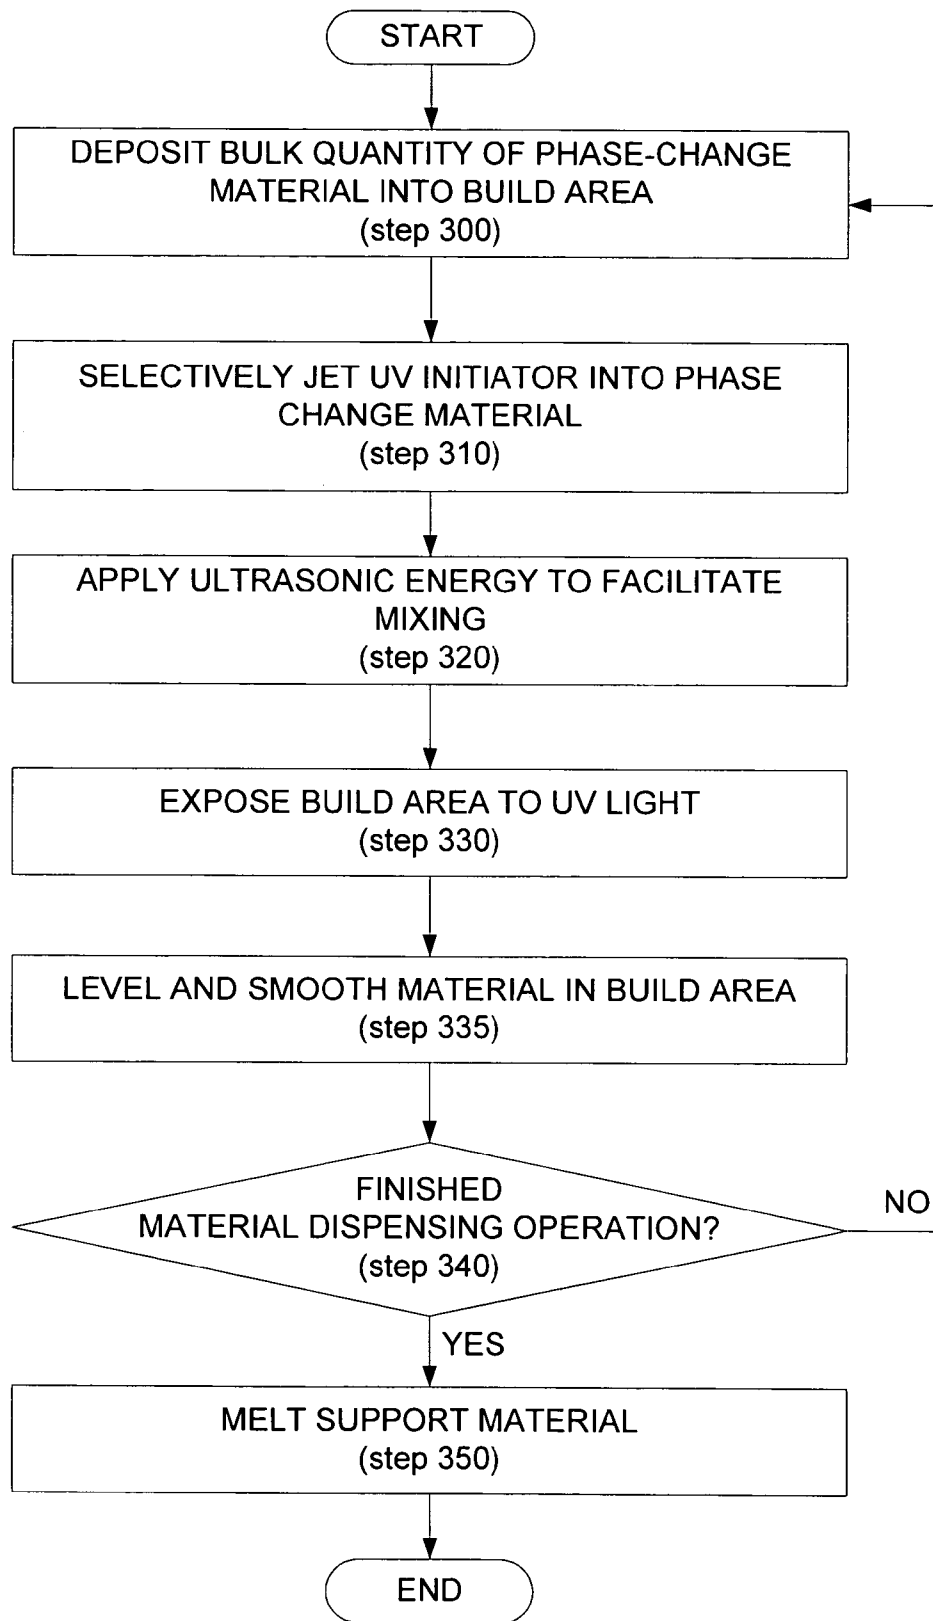 START
DEPOSIT BULK QUANTITY OF PHASE-CHANGE
MATERIAL INTO BUILD AREA
(step 300)
SELECTIVELY JET UV INITIATOR INTO PHASE
CHANGE MATERIAL
(step 310)
APPLY ULTRASONIC ENERGY TO FACILITATE
MIXING
(step 320)
EXPOSE BUILD AREA TO UV LIGHT
(step 330)
LEVEL AND SMOOTH MATERIAL IN BUILD AREA
(step 335)
FINISHED
MATERIAL DISPENSING OPERATION?
(step 340)
NO
YES
MELT SUPPORT MATERIAL
(step 350)
END